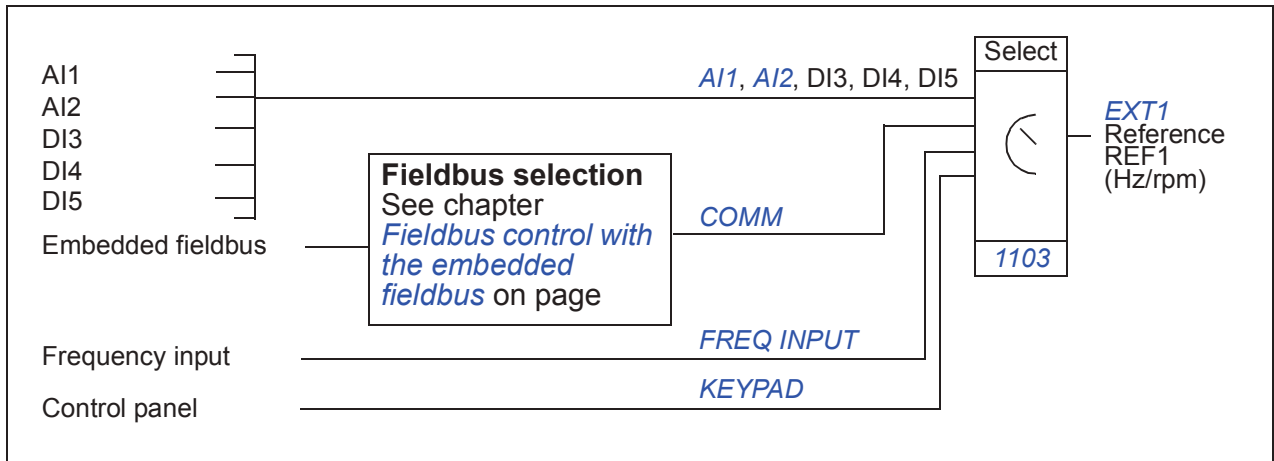 AI1
AI2
DI3
DI4
DI5
Embedded fieldbus
Frequency input
Control panel
Fieldbus selection
See chapter
Fieldbus control with
the embedded
fieldbus on page
AI1, AI2, DI3, DI4, DI5
COMM
FREQ INPUT
KEYPAD
Select
1103
EXT1
Reference
REF1
(Hz/rpm)